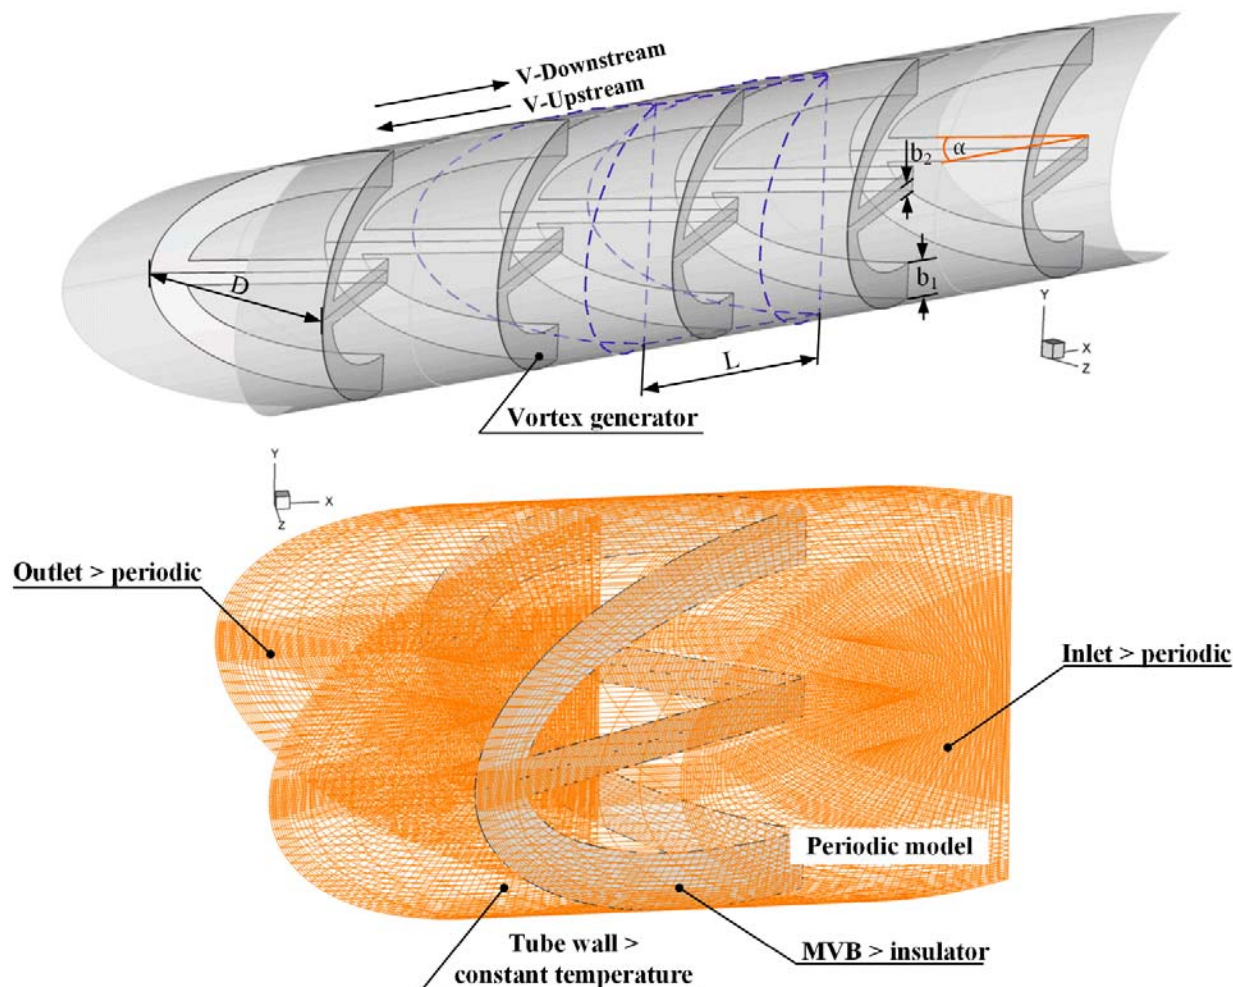 V-Downstream
V-Upstream
b₂
α
D
b₁
L
Y
X
Z
Vortex generator
Y
X
Z
Outlet > periodic
Inlet > periodic
Periodic model
Tube wall >
constant temperature
MVB > insulator